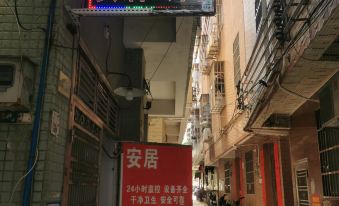 安居
24小时监控 设备齐全
干净卫生 安全可靠